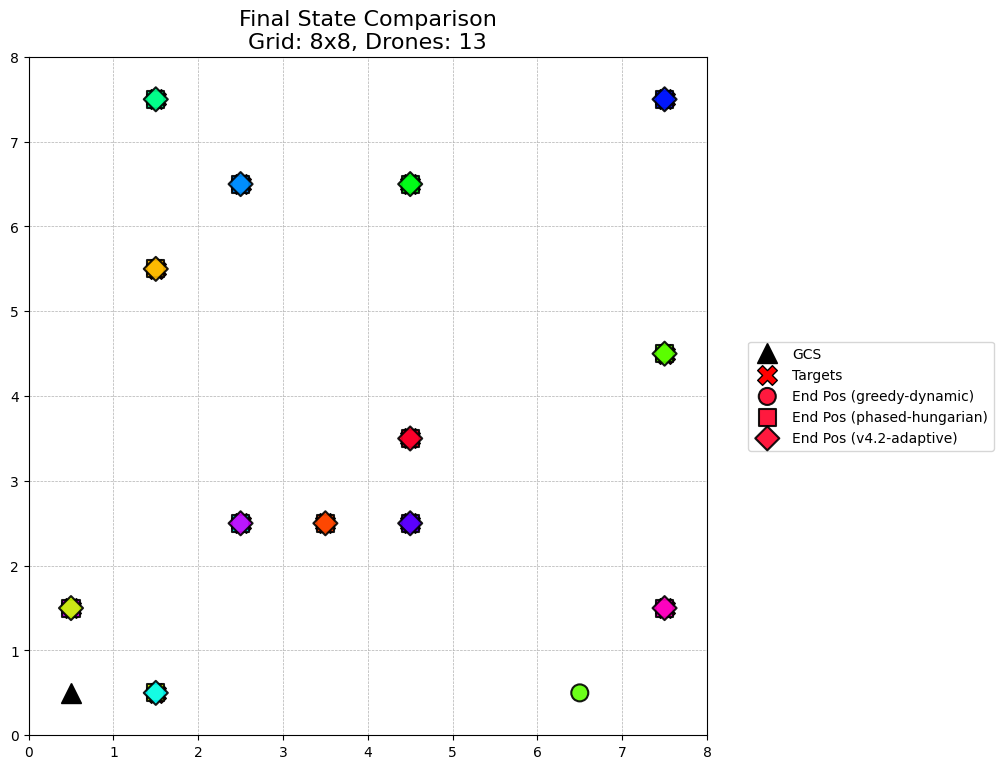 Final State Comparison
Grid: 8x8, Drones: 13
8
7
6
5
4
3
2
1
0
0 1 2 3 4 5 6 7 8
GCS
Targets
End Pos (greedy-dynamic)
End Pos (phased-hungarian)
End Pos (v4.2-adaptive)